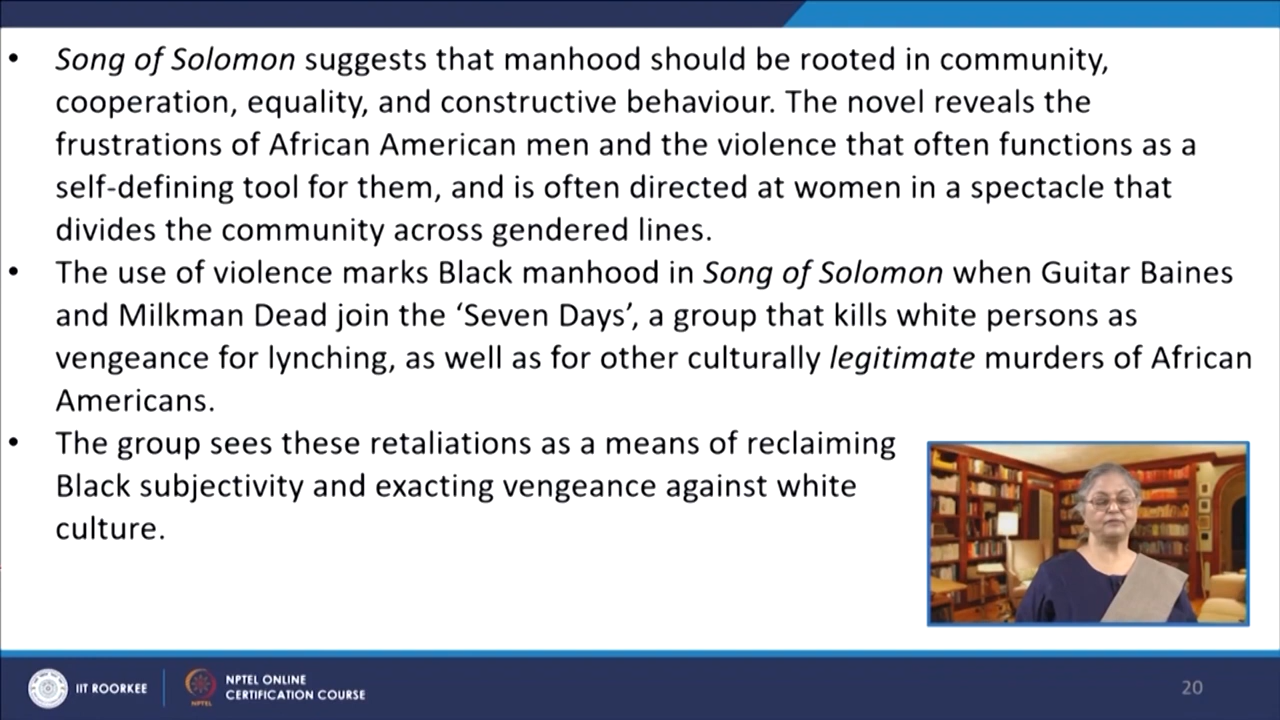 • Song of Solomon suggests that manhood should be rooted in community,
cooperation, equality, and constructive behaviour. The novel reveals the
frustrations of African American men and the violence that often functions as a
self-defining tool for them, and is often directed at women in a spectacle that
divides the community across gendered lines.
• The use of violence marks Black manhood in Song of Solomon when Guitar Baines
and Milkman Dead join the ‘Seven Days’, a group that kills white persons as
vengeance for lynching, as well as for other culturally legitimate murders of African
Americans.
• The group sees these retaliations as a means of reclaiming
Black subjectivity and exacting vengeance against white
culture.
IIT ROORKEE
NPTEL
NPTEL ONLINE
CERTIFICATION COURSE
20